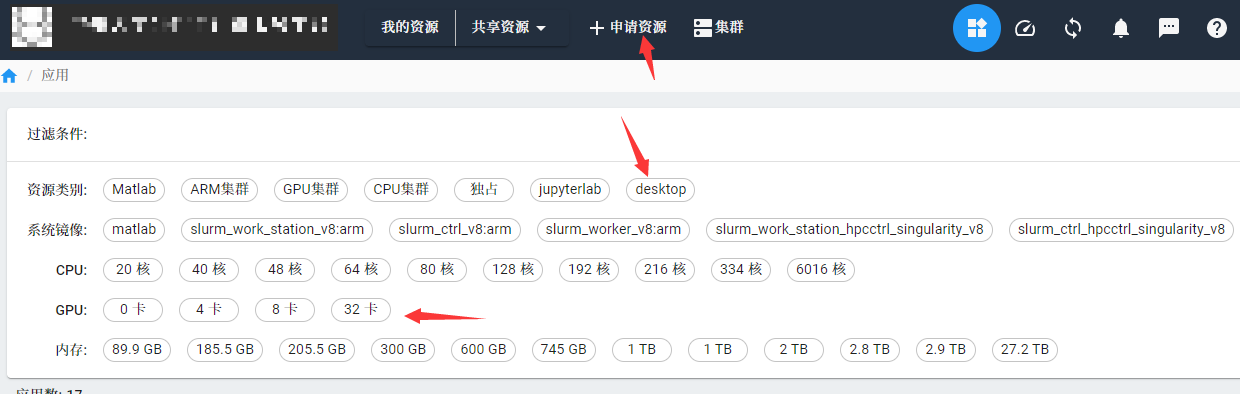 我的资源 共享资源 申请资源 集群
/ 应用
过滤条件:
资源类别: Matlab ARM集群 GPU集群 CPU集群 独占 jupyterlab desktop
系统镜像: matlab slurm_work_station_v8:arm slurm_ctrl_v8:arm slurm_worker_v8:arm slurm_work_station_hpcctrl_singularity_v8 slurm_ctrl_hpcctrl_singularity_v8
CPU: 20 核 40 核 48 核 64 核 80 核 128 核 192 核 216 核 334 核 6016 核
GPU: 0 卡 4 卡 8 卡 32 卡
内存: 89.9 GB 185.5 GB 205.5 GB 300 GB 600 GB 745 GB 1 TB 1 TB 2 TB 2.8 TB 2.9 TB 27.2 TB
应用数: 17